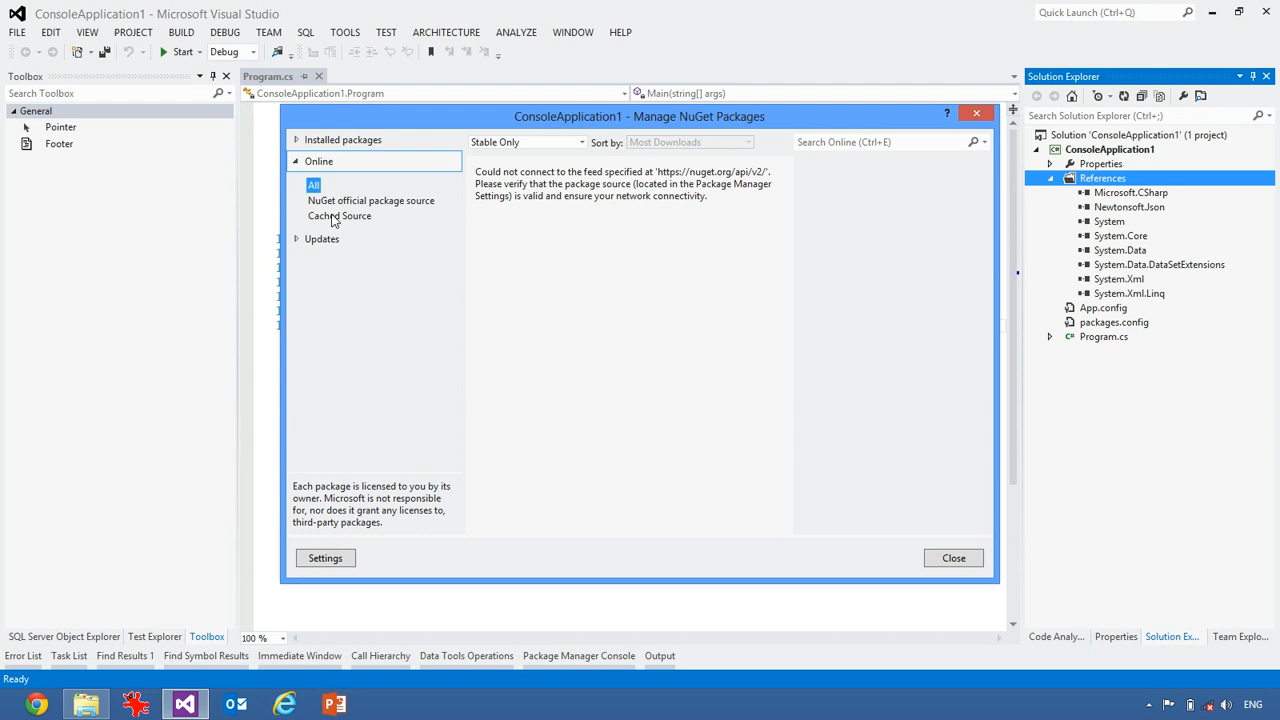 ConsoleApplication1 - Microsoft Visual Studio
Quick Launch (Ctrl+Q)
FILE EDIT VIEW PROJECT BUILD DEBUG TEAM SQL TOOLS TEST ARCHITECTURE ANALYZE WINDOW HELP
Start Debug
Toolbox
Search Toolbox
General
Pointer
Footer
Program.cs
ConsoleApplication1.Program
Main(string[] args)
ConsoleApplication1 - Manage NuGet Packages
?
Installed packages
Online
All
NuGet official package source
Cached Source
Updates
Each package is licensed to you by its
owner. Microsoft is not responsible
for, nor does it grant any licenses to,
third-party packages.
Settings
Stable Only
Sort by: Most Downloads
Search Online (Ctrl+E)
Could not connect to the feed specified at 'https://nuget.org/api/v2/'.
Please verify that the package source (located in the Package Manager
Settings) is valid and ensure your network connectivity.
Close
Solution Explorer
Search Solution Explorer (Ctrl+;)
Solution 'ConsoleApplication1' (1 project)
ConsoleApplication1
Properties
References
Microsoft.CSharp
Newtonsoft.Json
System
System.Core
System.Data
System.Data.DataSetExtensions
System.Xml
System.Xml.Linq
App.config
packages.config
Program.cs
100 %
SQL Server Object Explorer Test Explorer Toolbox
Code Analy... Properties Solution Ex... Team Explo...
Error List Task List Find Results 1 Find Symbol Results Immediate Window Call Hierarchy Data Tools Operations Package Manager Console Output
Ready
ENG